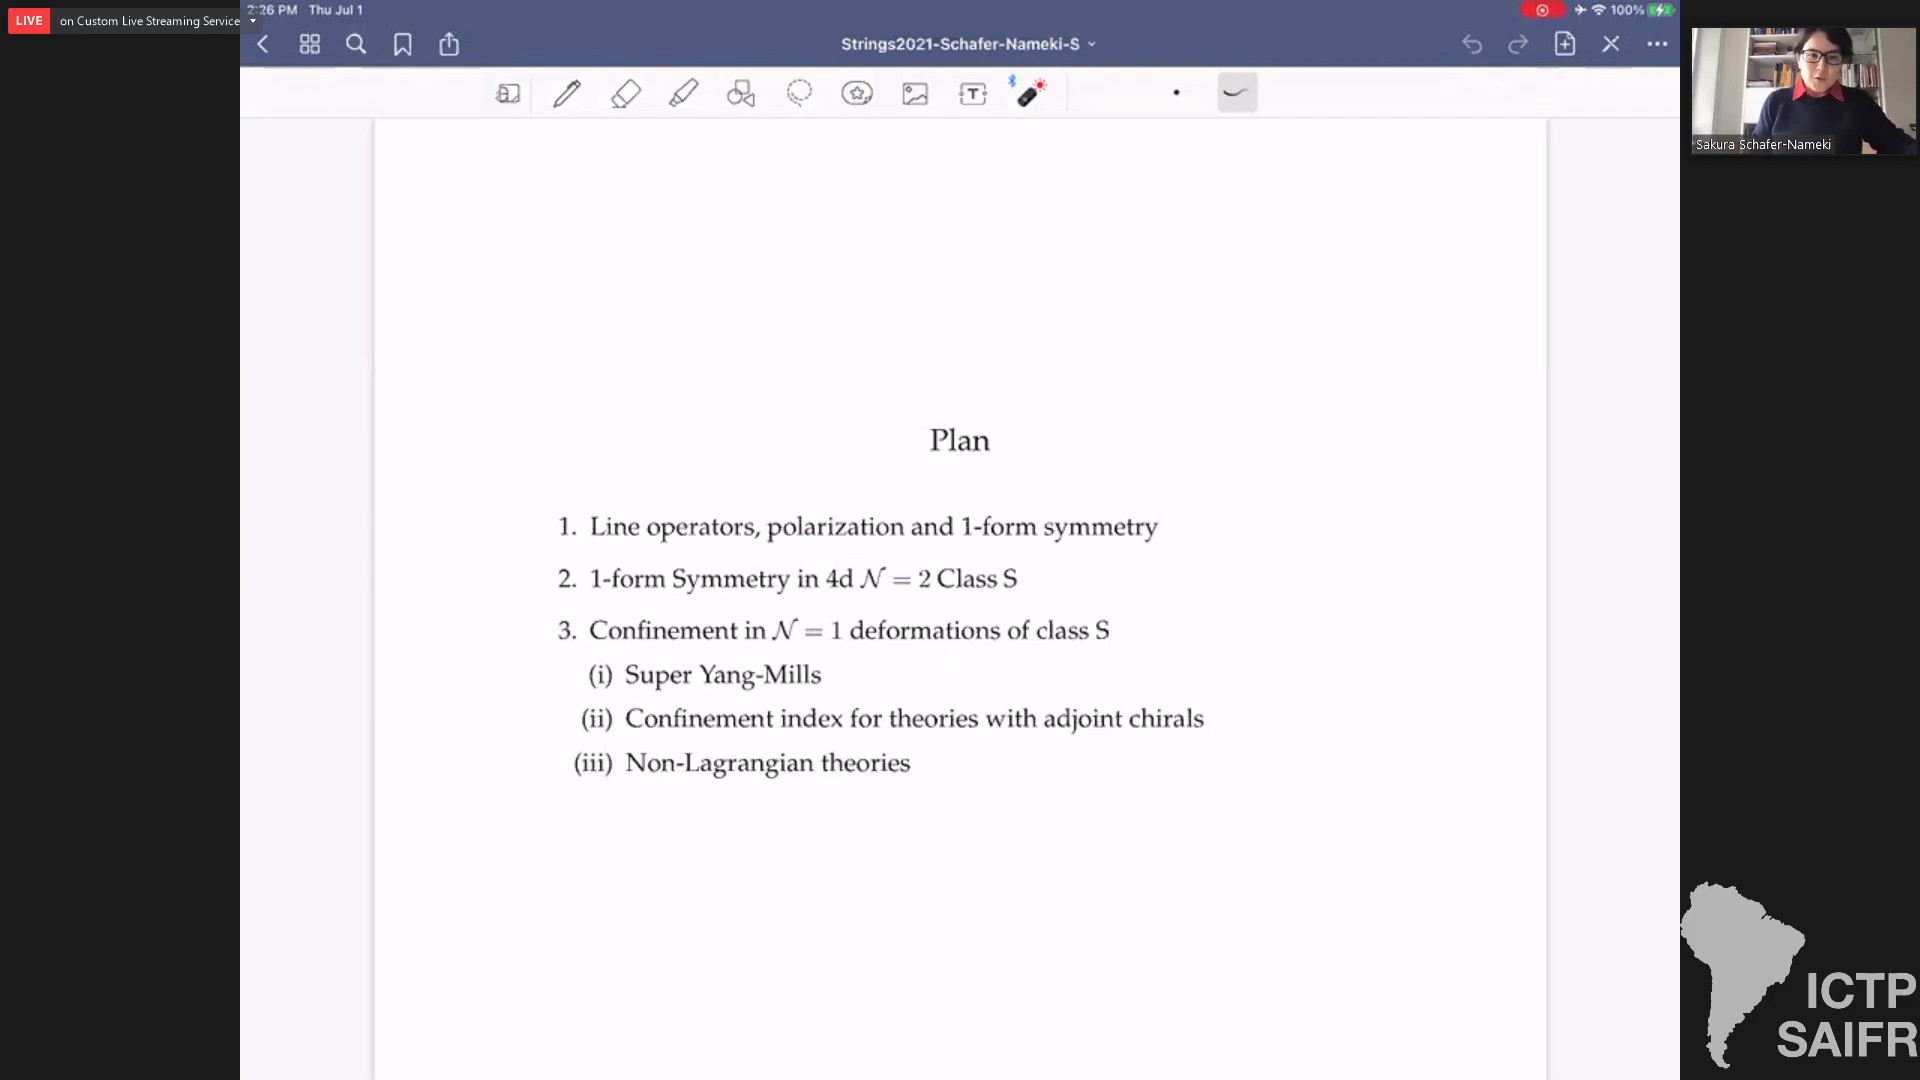 LIVE on Custom Live Streaming Service
2:26 PM Thu Jul 1
100%
Strings2021-Schafer-Nameki-S
T
Sakura Schafer-Nameki
Plan
1. Line operators, polarization and 1-form symmetry
2. 1-form Symmetry in 4d 𝒩 = 2 Class S
3. Confinement in 𝒩 = 1 deformations of class S
(i) Super Yang-Mills
(ii) Confinement index for theories with adjoint chirals
(iii) Non-Lagrangian theories
ICTP
SAIFR